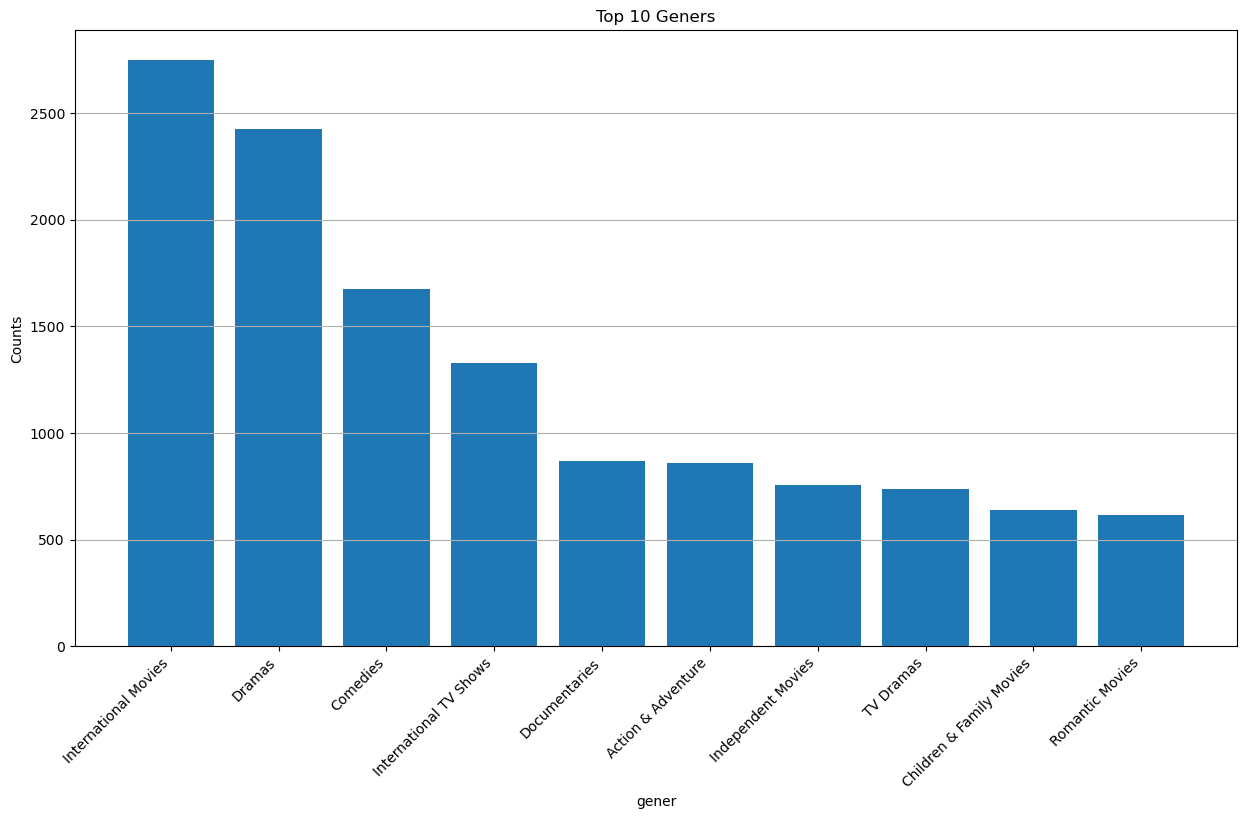 Top 10 Geners
Counts
2500
2000
1500
1000
500
0
International Movies
Dramas
Comedies
International TV Shows
Documentaries
Action & Adventure
Independent Movies
TV Dramas
Children & Family Movies
Romantic Movies
gener